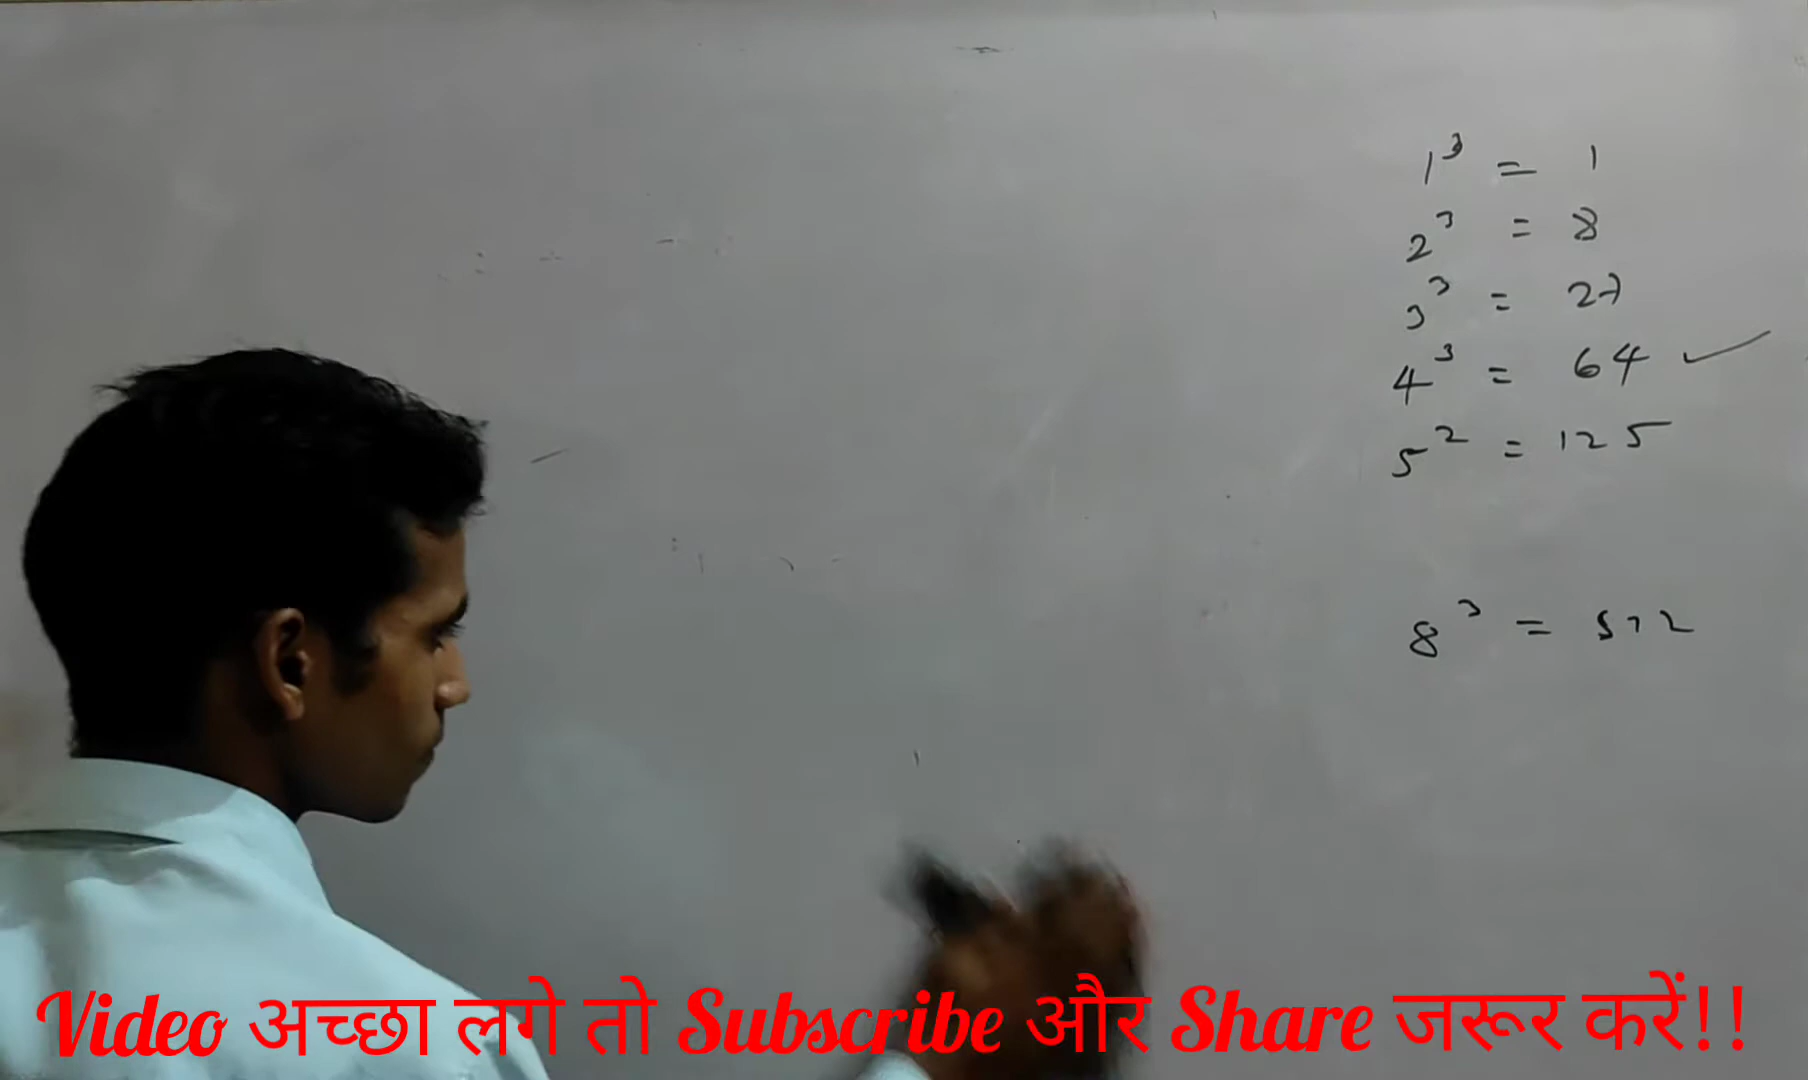 1³ = 1
2³ = 8
3³ = 27
4³ = 64 ✓
5² = 125
8³ = 512
Video अच्छा लगे तो Subscribe और Share जरूर करें!!